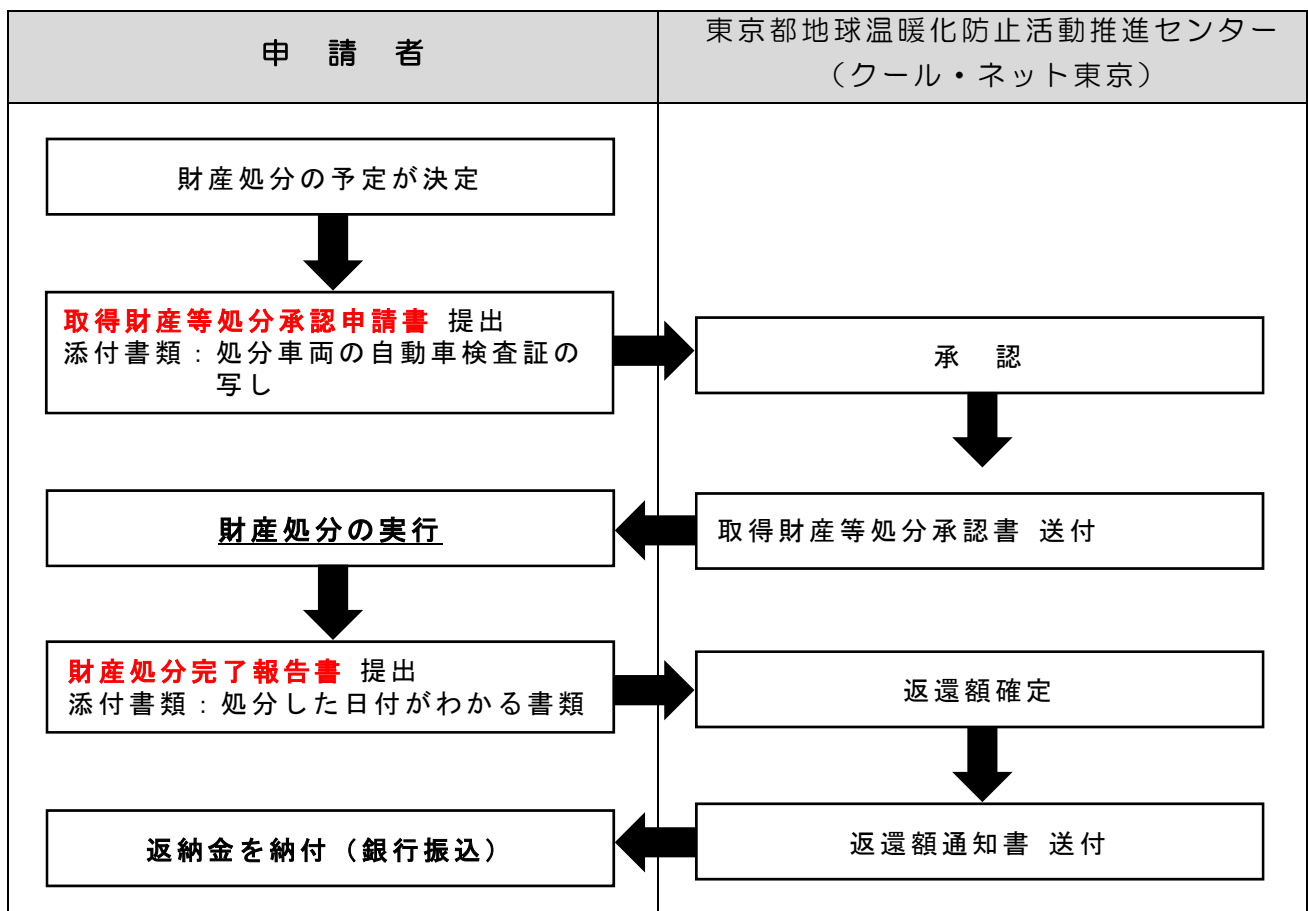 申 請 者
東京都地球温暖化防止活動推進センター
（クール・ネット東京）
財産処分の予定が決定
取得財産等処分承認申請書 提出
添付書類：処分車両の自動車検査証の
写し
承 認
財産処分の実行
取得財産等処分承認書 送付
財産処分完了報告書 提出
添付書類：処分した日付がわかる書類
返還額確定
返納金を納付（銀行振込）
返還額通知書 送付